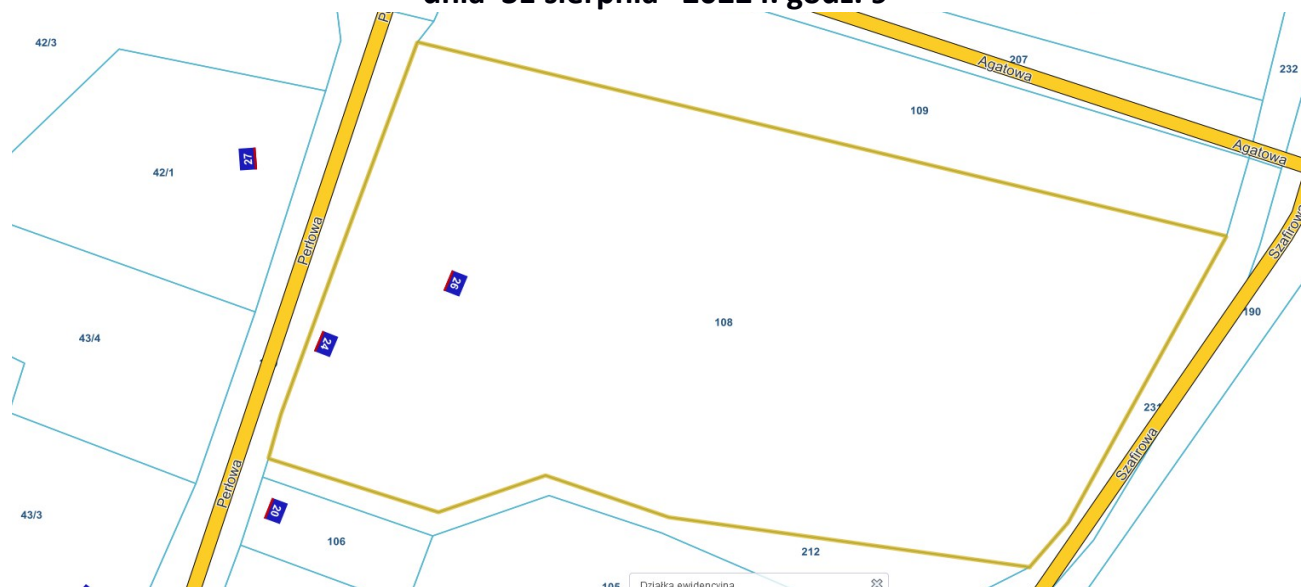 42/3
207
Agatowa
232
109
Agatowa
27
42/1
Szafirowa
Perłowa
26
108
190
24
43/4
231
Szafirowa
Perłowa
20
43/3
106
212
Działka ewidencyjna